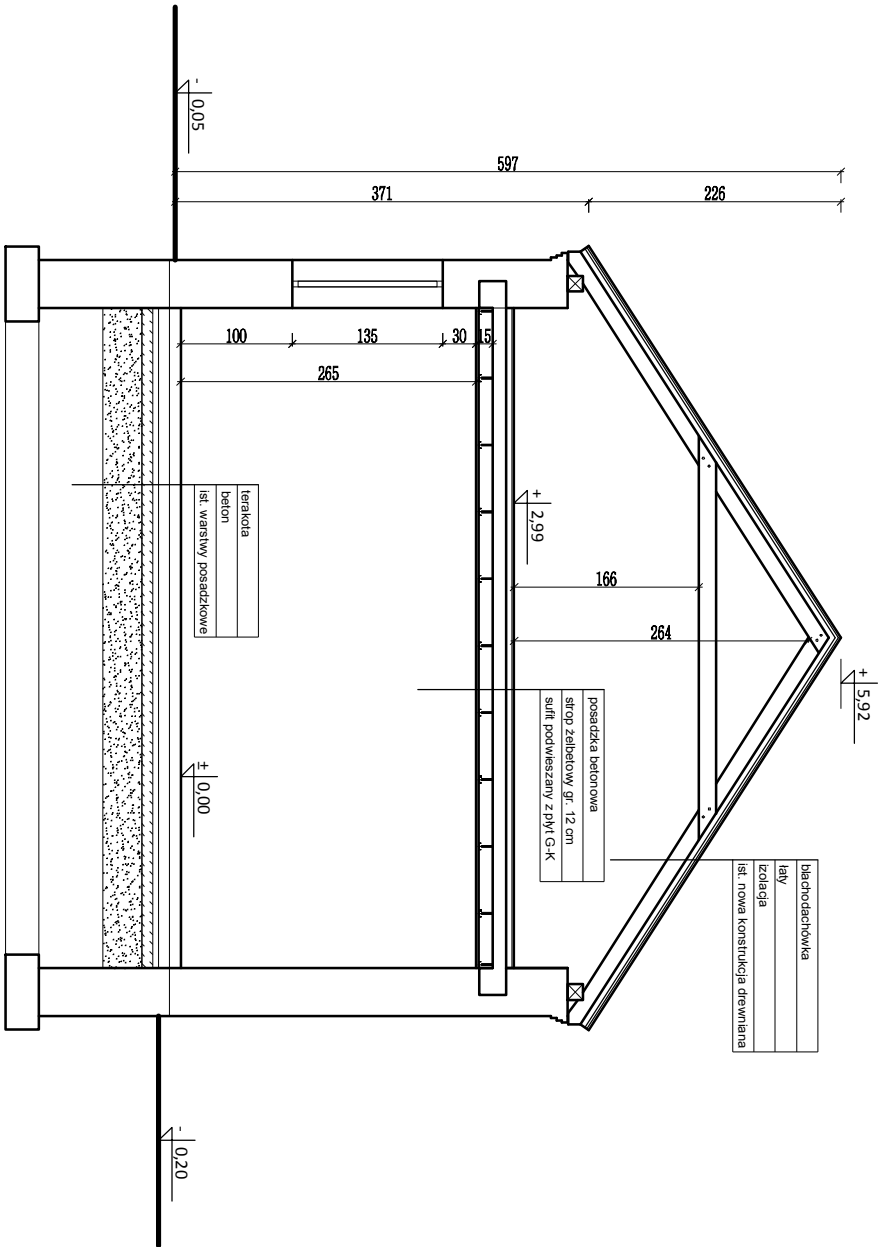 + 5,92
blachodachówka
łaty
izolacja
ist. nowa konstrukcja drewniana
597
226
371
264
166
+ 2,99
posadzka betonowa
strop żelbetowy gr. 12 cm
sufit podwieszany z płyt G-K
15
30
135
100
265
± 0,00
terakota
beton
ist. warstwy posadzkowe
- 0,05
- 0,20